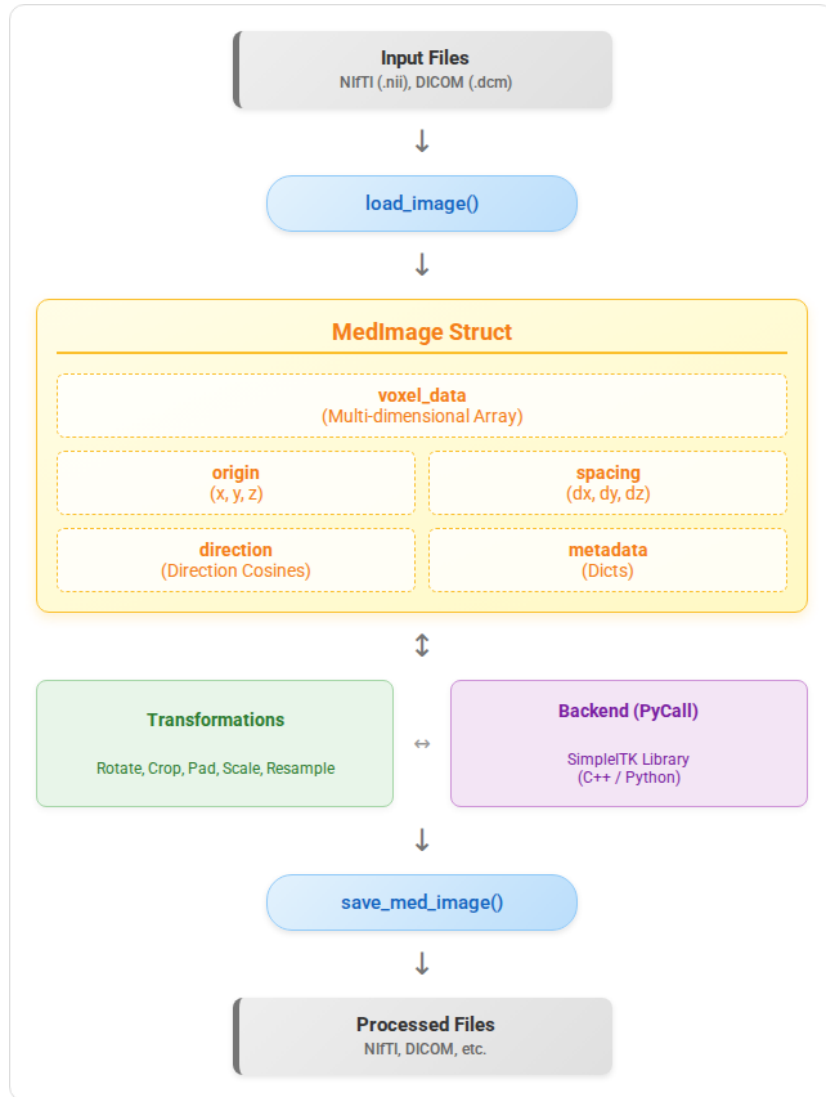 Input Files
NIfTI (.nii), DICOM (.dcm)
↓
load_image()
↓
MedImage Struct
voxel_data
(Multi-dimensional Array)
origin
(x, y, z)
spacing
(dx, dy, dz)
direction
(Direction Cosines)
metadata
(Dicts)
↕
Transformations
Rotate, Crop, Pad, Scale, Resample
↔
Backend (PyCall)
SimpleITK Library
(C++ / Python)
↓
save_med_image()
↓
Processed Files
NIfTI, DICOM, etc.